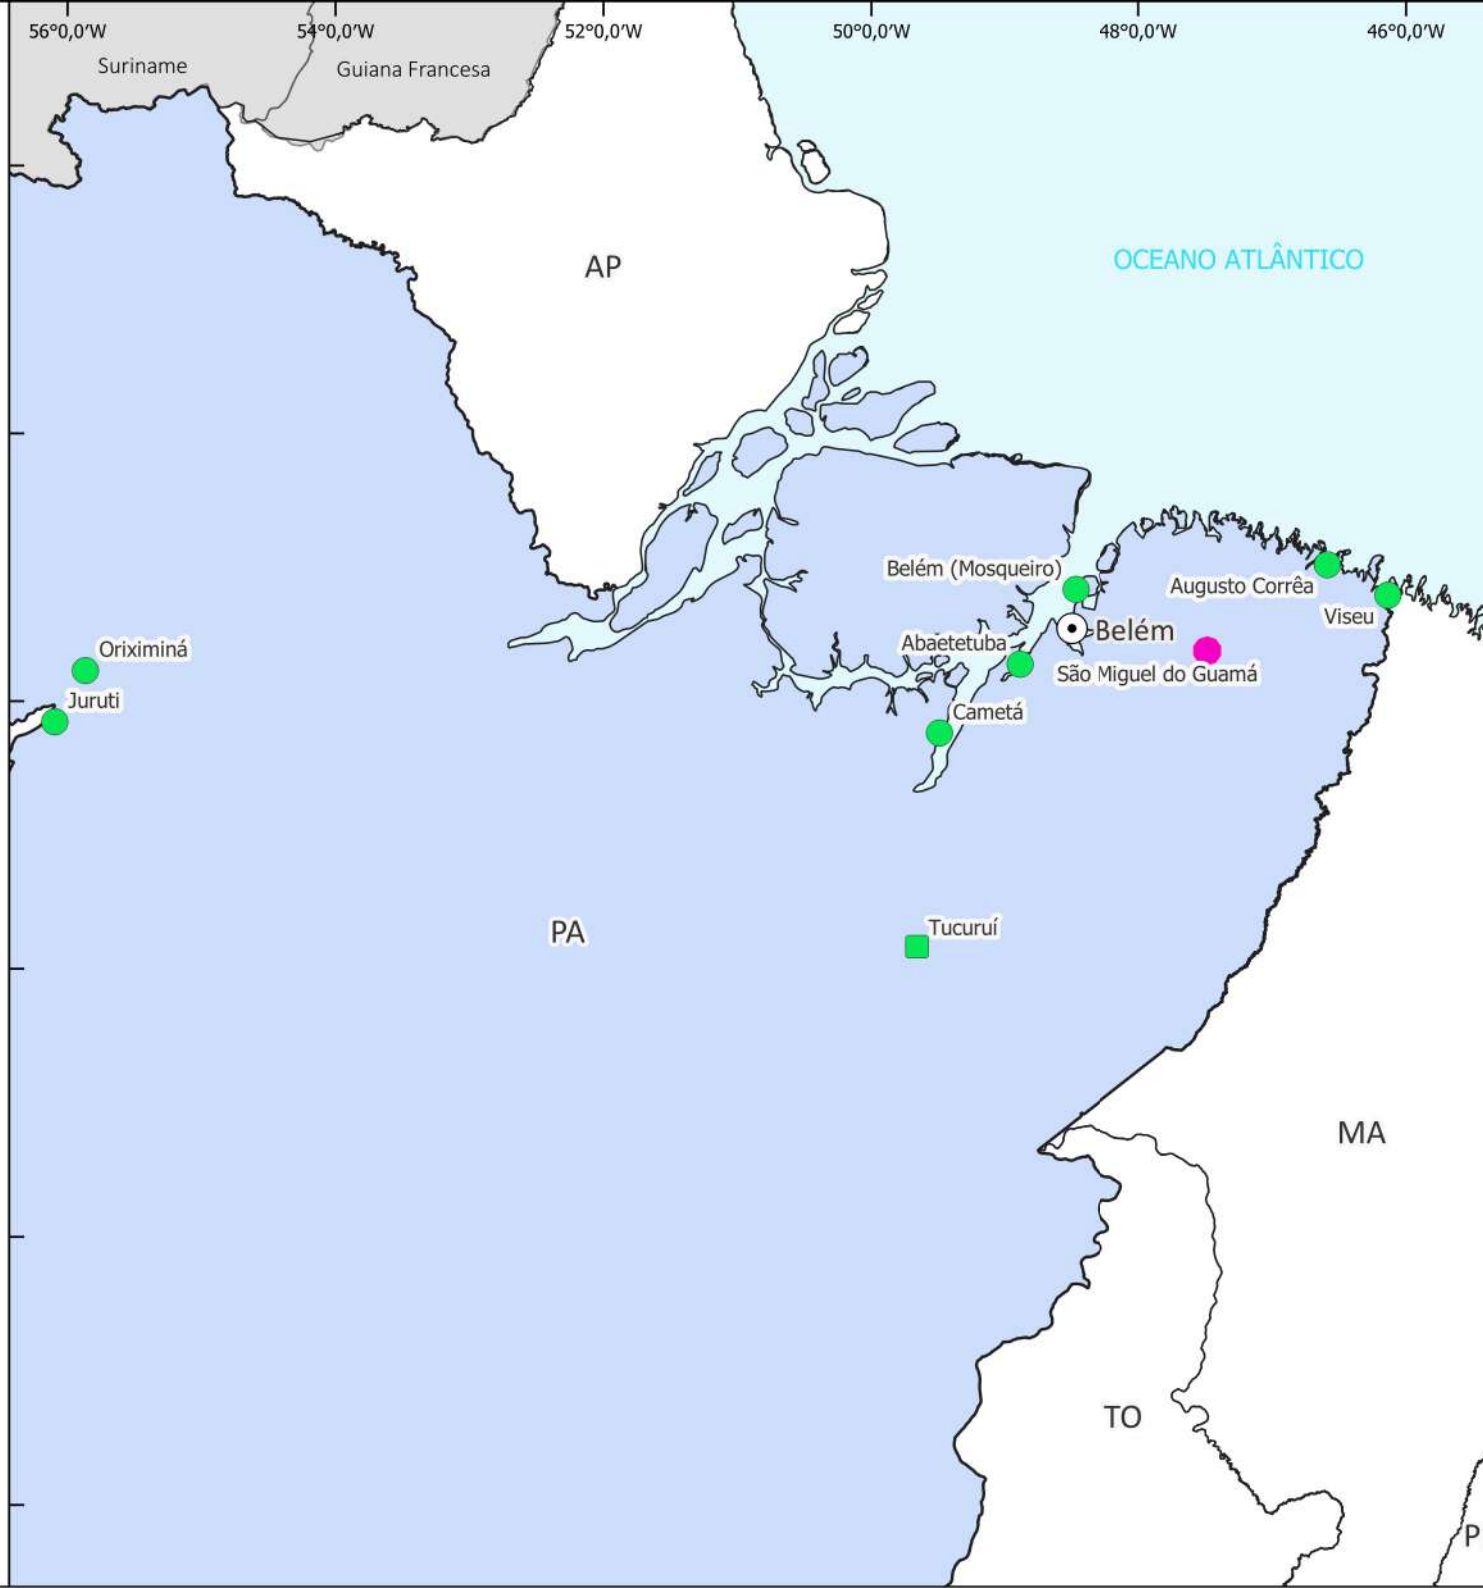 56°0,0'W
54°0,0'W
52°0,0'W
50°0,0'W
48°0,0'W
46°0,0'W
Suriname
Guiana Francesa
AP
OCEANO ATLÂNTICO
Belém (Mosqueiro)
Augusto Corrêa
Viseu
Belém
Abaetetuba
São Miguel do Guamá
Oriximiná
Juruti
Cametá
Tucuruí
PA
MA
TO
P